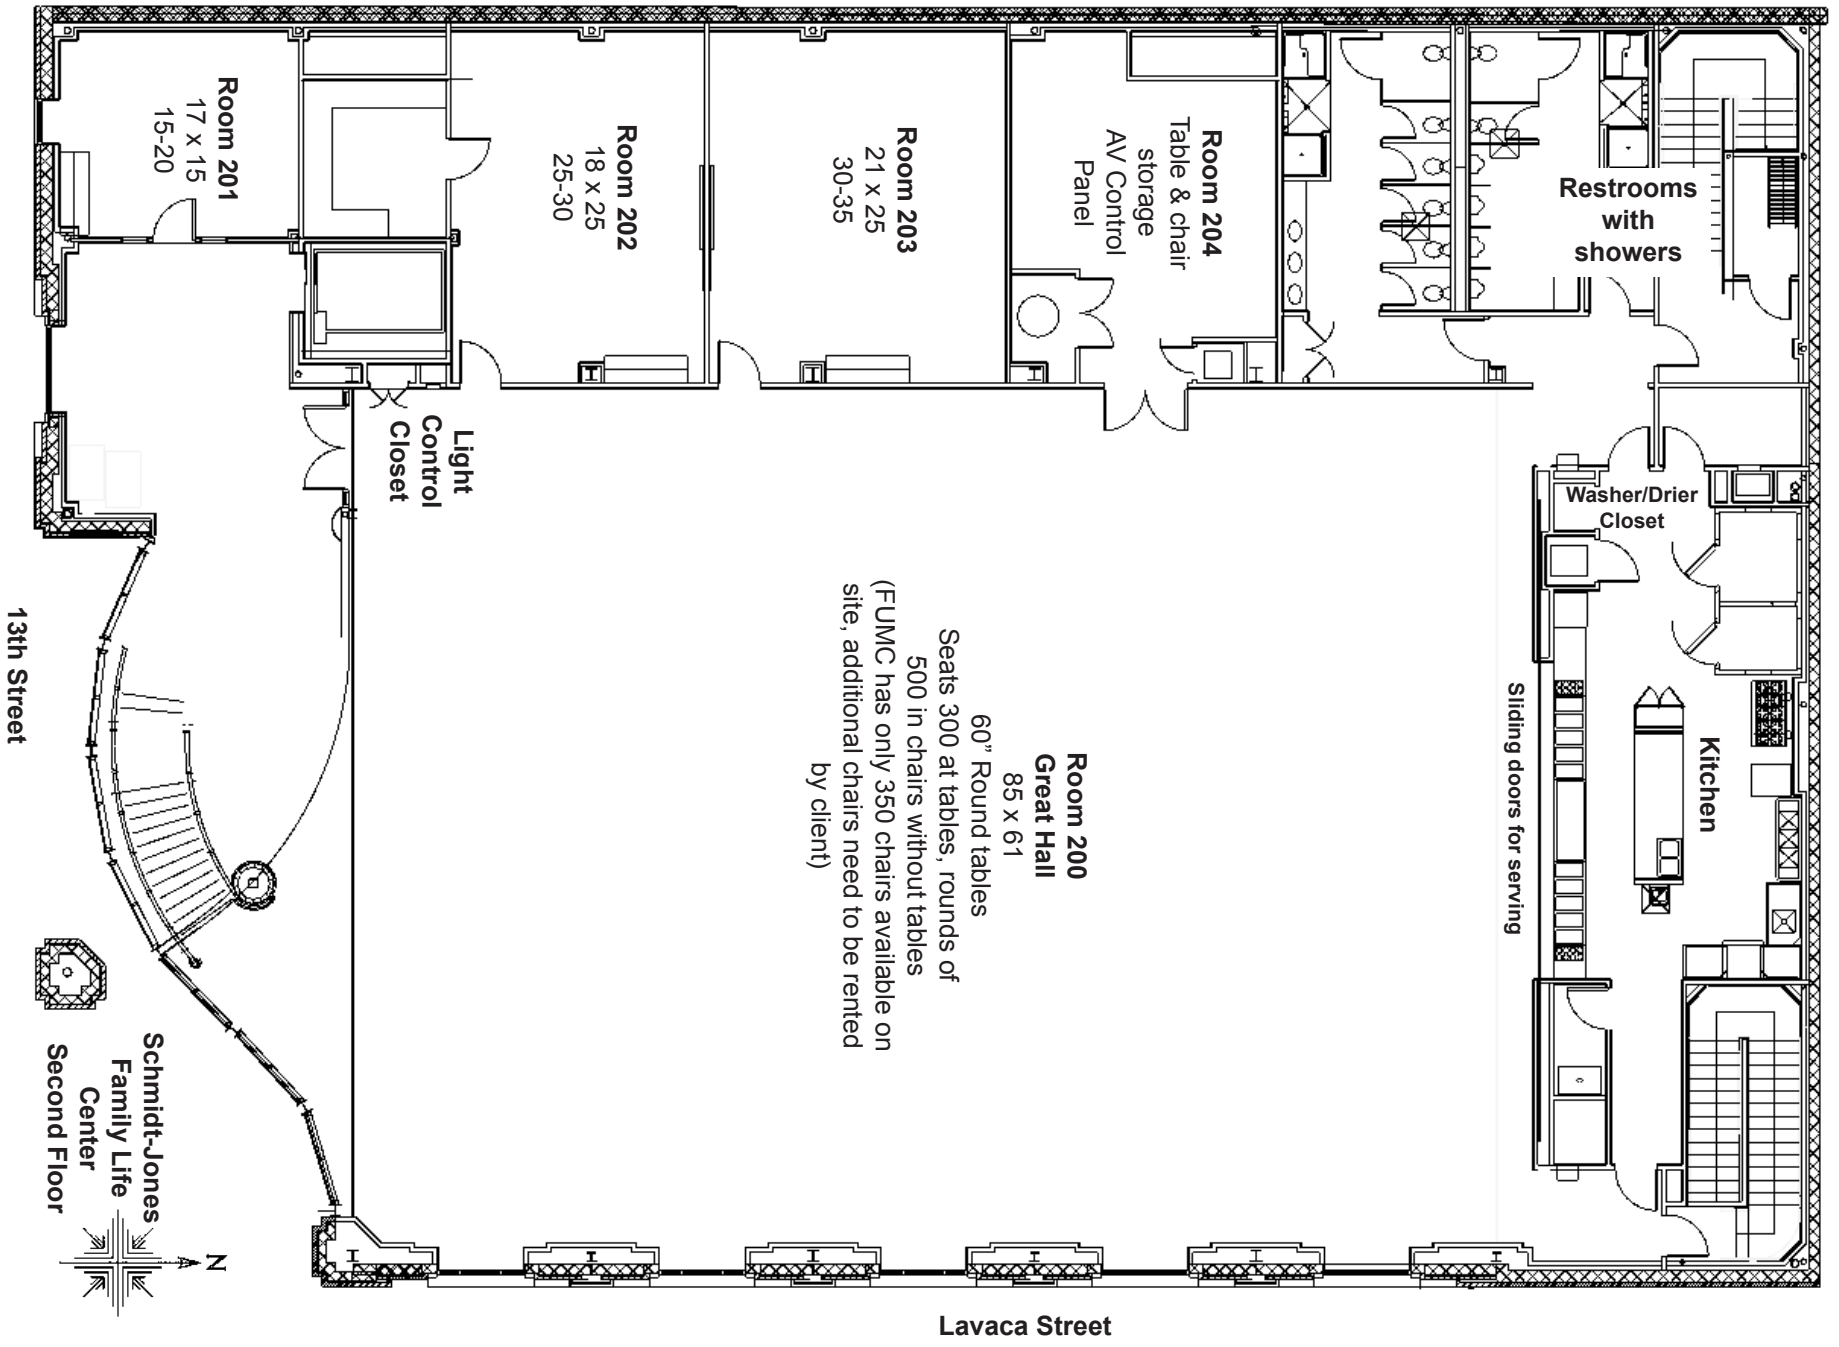 Room 201
17 x 15
15-20
Room 202
18 x 25
25-30
Room 203
21 x 25
30-35
Room 204
Table & chair
storage
AV Control
Panel
Restrooms
with
showers
Light
Control
Closet
Washer/Drier
Closet
Room 200
Great Hall
85 x 61
60” Round tables
Seats 300 at tables, rounds of
500 in chairs without tables
(FUMC has only 350 chairs available on
site, additional chairs need to be rented
by client)
Sliding doors for serving
Kitchen
13th Street
Schmidt-Jones
Family Life
Center
Second Floor
N
Lavaca Street